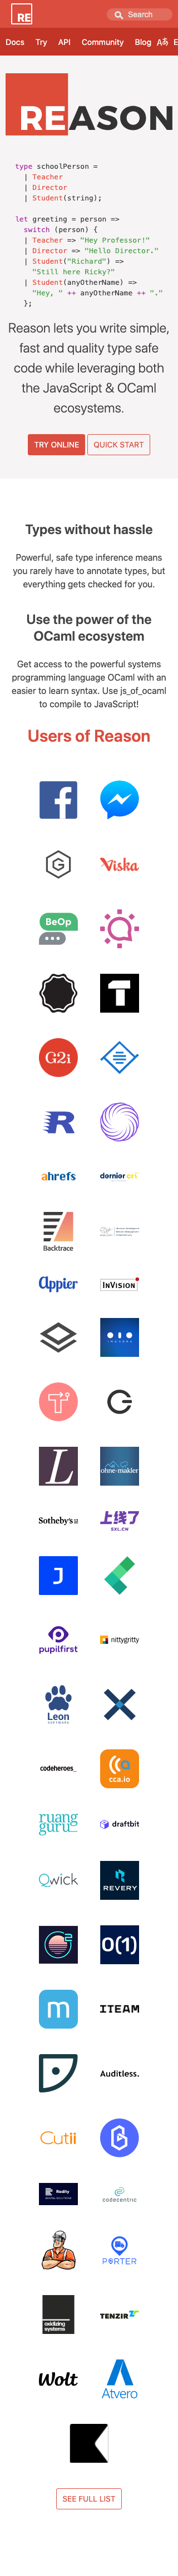 RE
Search
Docs Try API Community Blog
REASON
type schoolPerson =
| Teacher
| Director
| Student(string);
let greeting = person =>
switch (person) {
| Teacher => "Hey Professor!"
| Director => "Hello Director."
| Student("Richard") =>
"Still here Ricky?"
| Student(anyOtherName) =>
"Hey, " ++ anyOtherName ++ "."
};
Reason lets you write simple,
fast and quality type safe
code while leveraging both
the JavaScript & OCaml
ecosystems.
TRY ONLINE QUICK START
Types without hassle
Powerful, safe type inference means
you rarely have to annotate types, but
everything gets checked for you.
Use the power of the
OCaml ecosystem
Get access to the powerful systems
programming language OCaml with an
easier to learn syntax. Use js_of_ocaml
to compile to JavaScript!
Users of Reason
Viska
BeOp
G2i
ahrefs
Backtrace
Appier InVision
L ohne-makler
Sotheby's 上线了
SXL.CN
J
pupilfirst nittygritty
Leon
SOFTWARE
codeheroes_ cca.io
ruang
guru draftbit
Qwick REVERY
O(1)
m ITEAM
Auditless.
Cutii
Rodify codecentric
PORTER
oxidizing
systems TENZIR
Wolt Atvero
SEE FULL LIST